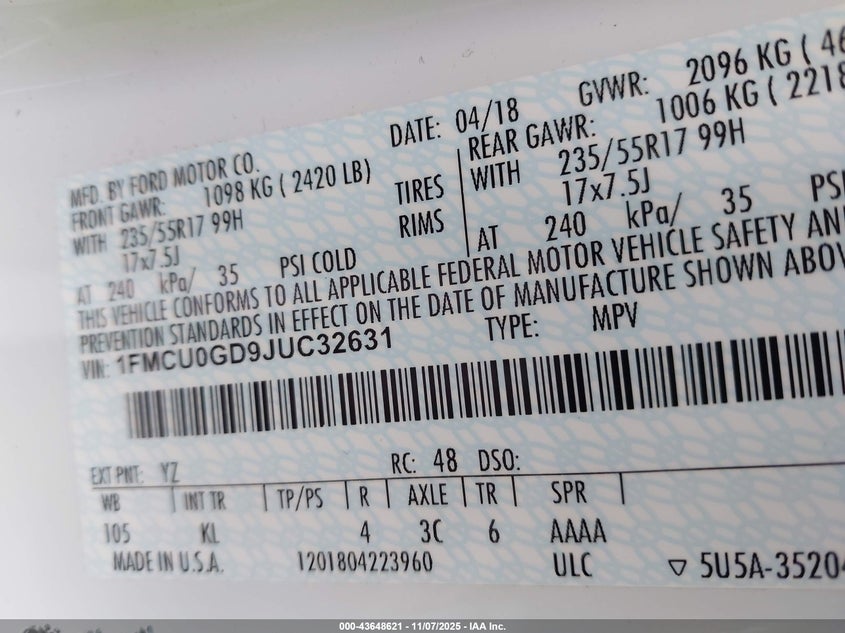 DATE: 04/18 GVWR: 2096 KG ( 46
MFD. BY FORD MOTOR CO.
FRONT GAWR: 1098 KG ( 2420 LB) REAR GAWR: 1006 KG ( 2218
WITH 235/55R17 99H TIRES WITH 235/55R17 99H
17x7.5J RIMS 17x7.5J
AT 240 kPa/ 35 PSI COLD AT 240 kPa/ 35 PSI
THIS VEHICLE CONFORMS TO ALL APPLICABLE FEDERAL MOTOR VEHICLE SAFETY AN
PREVENTION STANDARDS IN EFFECT ON THE DATE OF MANUFACTURE SHOWN ABOV
VIN: 1FMCU0GD9JUC32631 TYPE: MPV
EXT PNT: YZ RC: 48 DSO:
WB INT TR TP/PS R AXLE TR SPR
105 KL 4 3C 6 AAAA
MADE IN U.S.A. 1201804223960 ULC ▽ 5U5A-3520
000-43648621 - 11/07/2025 - IAA Inc.